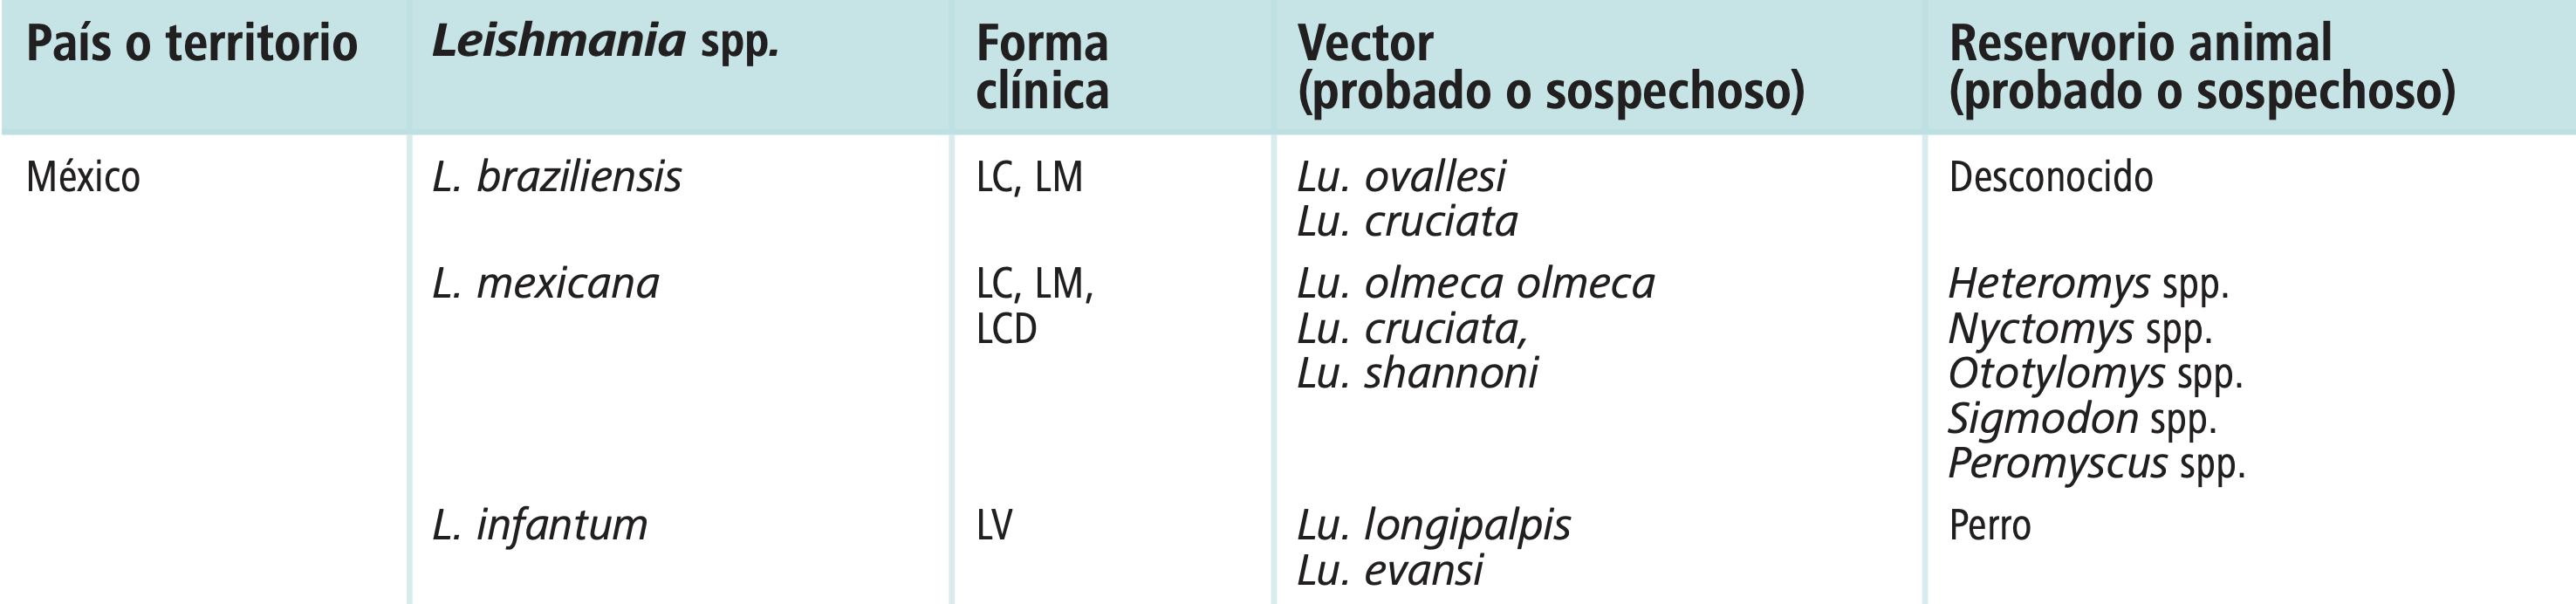 País o territorio
Leishmania spp.
Forma
clínica
Vector
(probado o sospechoso)
Reservorio animal
(probado o sospechoso)
México
L. braziliensis
LC, LM
Lu. ovallesi
Lu. cruciata
Desconocido
L. mexicana
LC, LM,
LCD
Lu. olmeca olmeca
Lu. cruciata,
Lu. shannoni
Heteromys spp.
Nyctomys spp.
Ototylomys spp.
Sigmodon spp.
Peromyscus spp.
L. infantum
LV
Lu. longipalpis
Lu. evansi
Perro